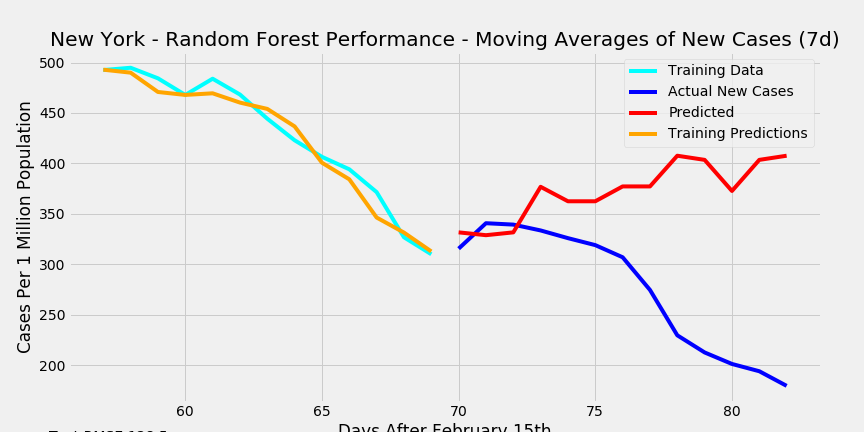 New York - Random Forest Performance - Moving Averages of New Cases (7d)
Training Data
Actual New Cases
Predicted
Training Predictions
Cases Per 1 Million Population
500
450
400
350
300
250
200
60
65
70
75
80
Days After February 15th